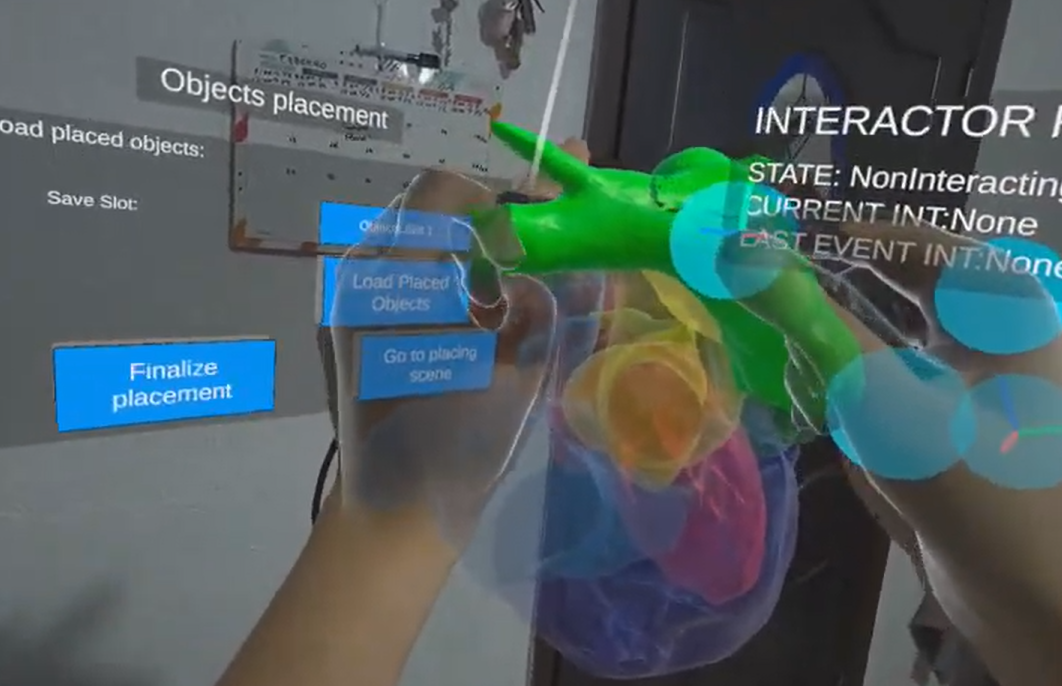 Objects placement
oad placed objects:
Save Slot:
Load Placed
Objects
Go to placing
scene
Finalize
placement
INTERACTOR
STATE: NonInteracting
CURRENT INT:None
LAST EVENT INT:None